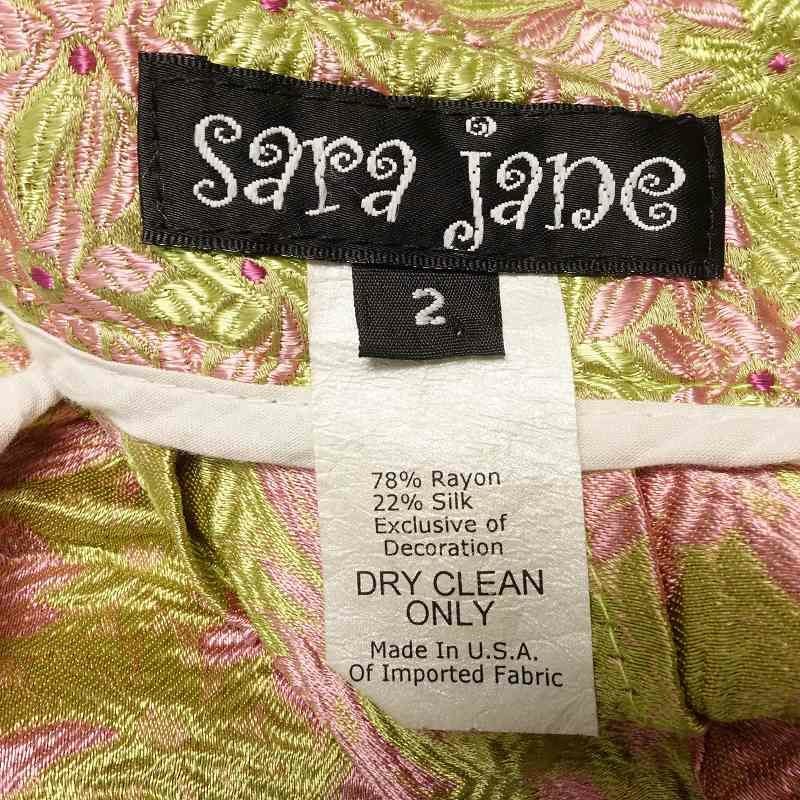 sara jane
2
78% Rayon
22% Silk
Exclusive of
Decoration
DRY CLEAN
ONLY
Made In U.S.A.
Of Imported Fabric